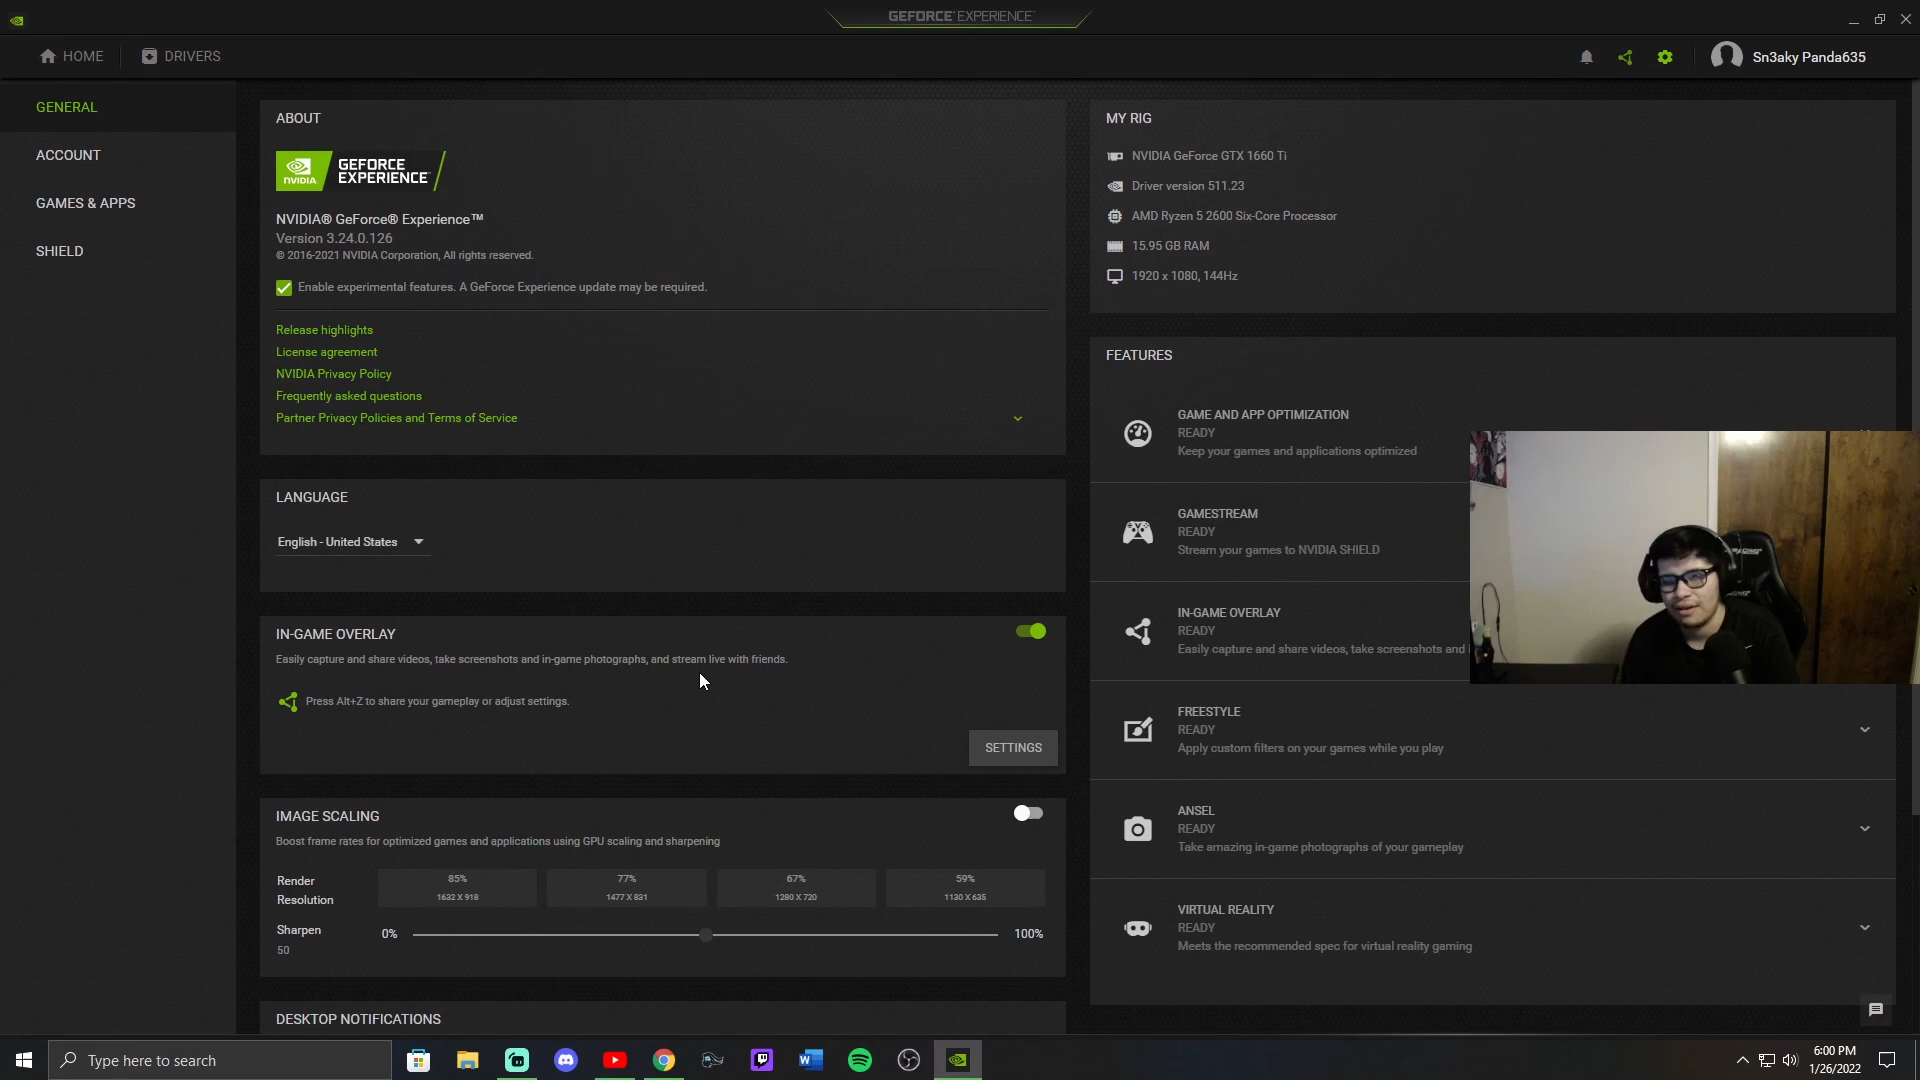 GEFORCE EXPERIENCE
HOME
DRIVERS
Sn3aky Panda635
GENERAL
ACCOUNT
GAMES & APPS
SHIELD
ABOUT
NVIDIA
GEFORCE
EXPERIENCE
NVIDIA® GeForce® Experience™
Version 3.24.0.126
© 2016-2021 NVIDIA Corporation, All rights reserved.
Enable experimental features. A GeForce Experience update may be required.
Release highlights
License agreement
NVIDIA Privacy Policy
Frequently asked questions
Partner Privacy Policies and Terms of Service
LANGUAGE
English - United States
IN-GAME OVERLAY
Easily capture and share videos, take screenshots and in-game photographs, and stream live with friends.
Press Alt+Z to share your gameplay or adjust settings.
SETTINGS
IMAGE SCALING
Boost frame rates for optimized games and applications using GPU scaling and sharpening
Render
Resolution
85%
1632 X 918
77%
1477 X 831
67%
1280 X 720
59%
1130 X 635
Sharpen
50
0%
100%
DESKTOP NOTIFICATIONS
MY RIG
NVIDIA GeForce GTX 1660 Ti
Driver version 511.23
AMD Ryzen 5 2600 Six-Core Processor
15.95 GB RAM
1920 x 1080, 144Hz
FEATURES
GAME AND APP OPTIMIZATION
READY
Keep your games and applications optimized
GAMESTREAM
READY
Stream your games to NVIDIA SHIELD
IN-GAME OVERLAY
READY
Easily capture and share videos, take screenshots and
FREESTYLE
READY
Apply custom filters on your games while you play
ANSEL
READY
Take amazing in-game photographs of your gameplay
VIRTUAL REALITY
READY
Meets the recommended spec for virtual reality gaming
Type here to search
6:00 PM
1/26/2022